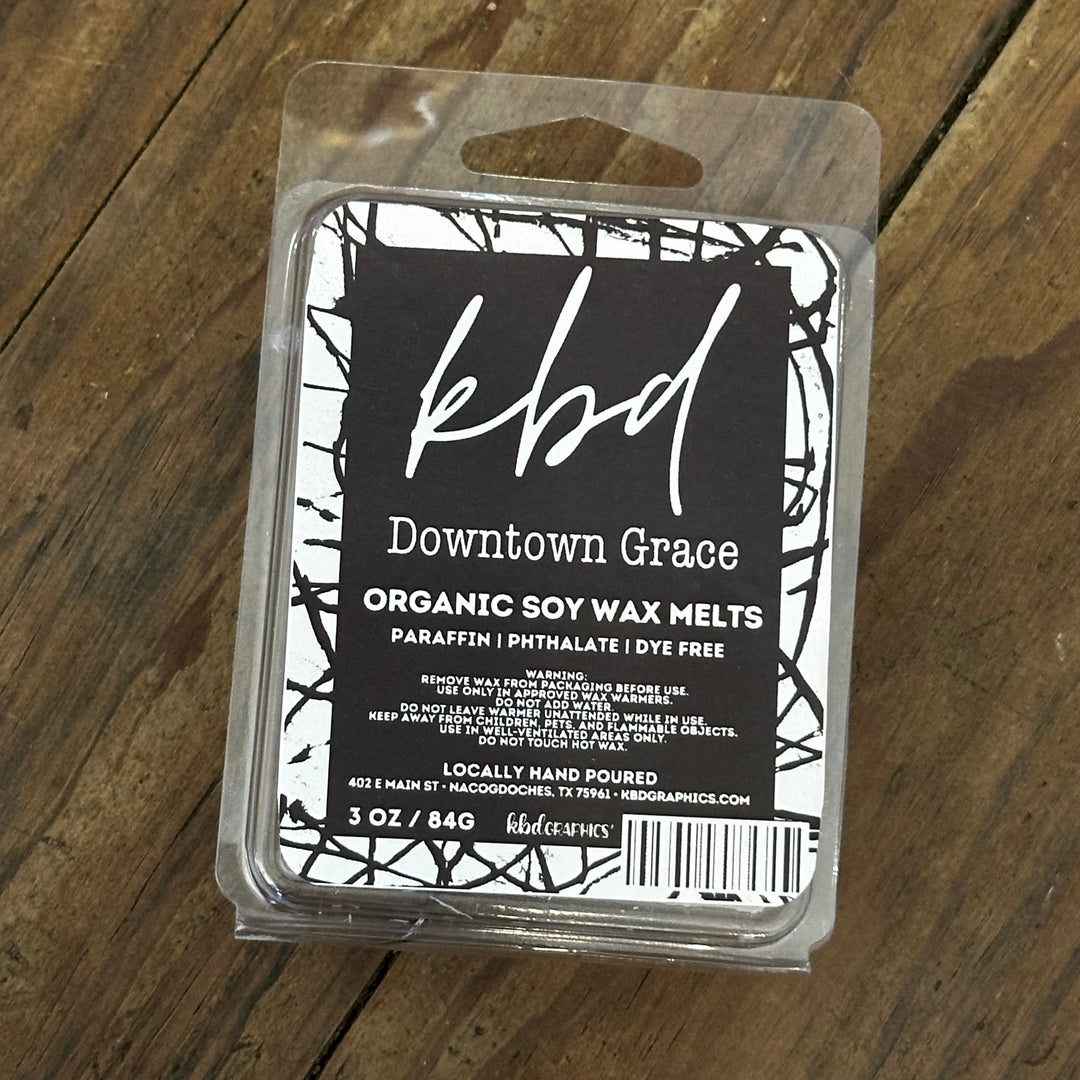 kbd
Downtown Grace
ORGANIC SOY WAX MELTS
PARAFFIN | PHTHALATE | DYE FREE
WARNING:
REMOVE WAX FROM PACKAGING BEFORE USE.
USE ONLY IN APPROVED WAX WARMERS.
DO NOT ADD WATER.
DO NOT LEAVE WARMER UNATTENDED WHILE IN USE.
KEEP AWAY FROM CHILDREN, PETS, AND FLAMMABLE OBJECTS.
USE IN WELL-VENTILATED AREAS ONLY.
DO NOT TOUCH HOT WAX.
LOCALLY HAND POURED
402 E MAIN ST • NACOGDOCHES, TX 75961 • KBDGRAPHICS.COM
3 OZ / 84G kbdGRAPHICS'